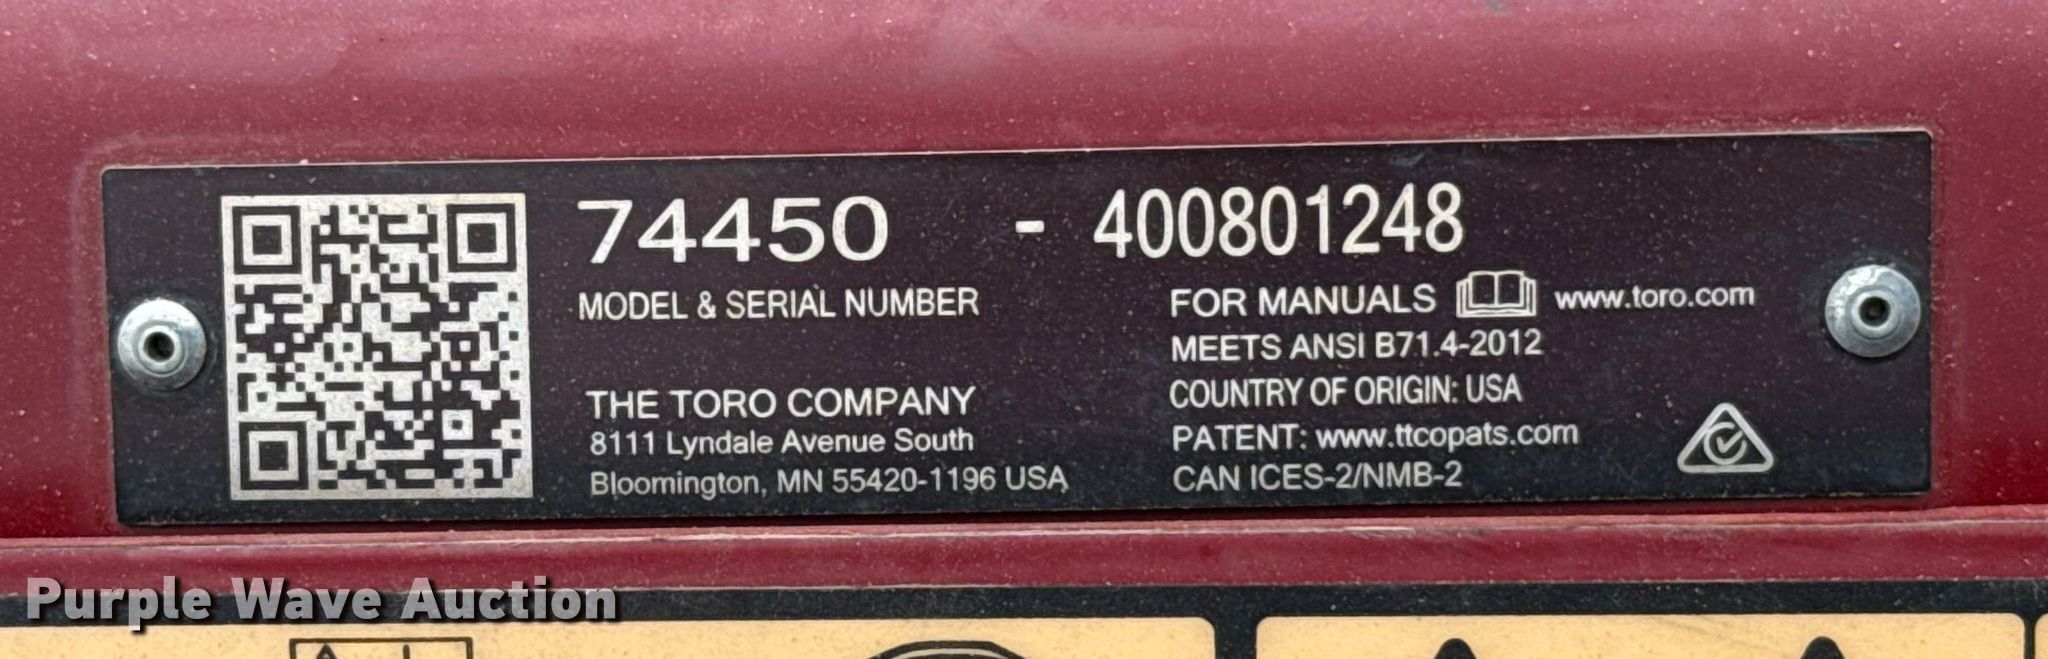 74450 - 400801248
MODEL & SERIAL NUMBER
FOR MANUALS www.toro.com
MEETS ANSI B71.4-2012
COUNTRY OF ORIGIN: USA
PATENT: www.ttcopats.com
CAN ICES-2/NMB-2
THE TORO COMPANY
8111 Lyndale Avenue South
Bloomington, MN 55420-1196 USA
Purple Wave Auction